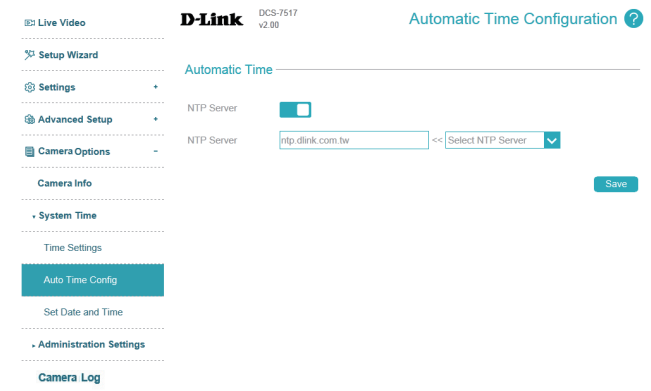 Live Video
Setup Wizard
Settings +
Advanced Setup +
Camera Options -
Camera Info
System Time
Time Settings
Auto Time Config
Set Date and Time
Administration Settings
Camera Log
D-Link
DCS-7517
v2.00
Automatic Time Configuration ?
Automatic Time
NTP Server
NTP Server ntp.dlink.com.tw << Select NTP Server
Save